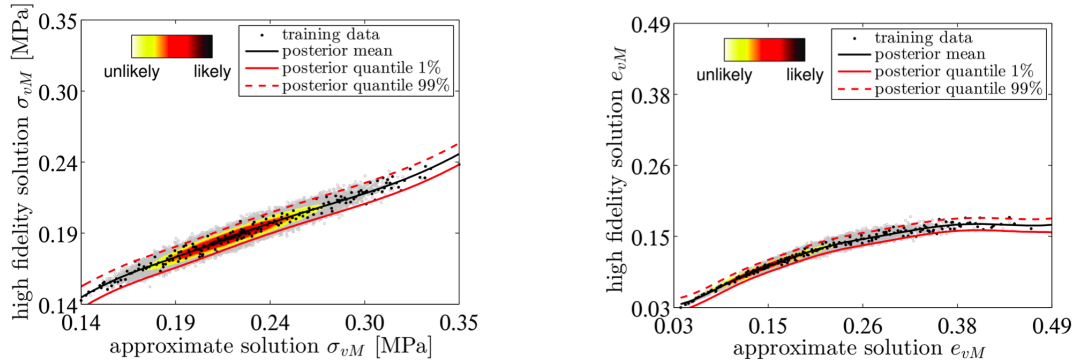 high fidelity solution σ_vM [MPa]
0.35
0.30
0.24
0.19
0.14
unlikely likely
training data
posterior mean
posterior quantile 1%
posterior quantile 99%
0.14 0.19 0.24 0.30 0.35
approximate solution σ_vM [MPa]
high fidelity solution e_vM
0.49
0.38
0.26
0.15
0.03
unlikely likely
training data
posterior mean
posterior quantile 1%
posterior quantile 99%
0.03 0.15 0.26 0.38 0.49
approximate solution e_vM